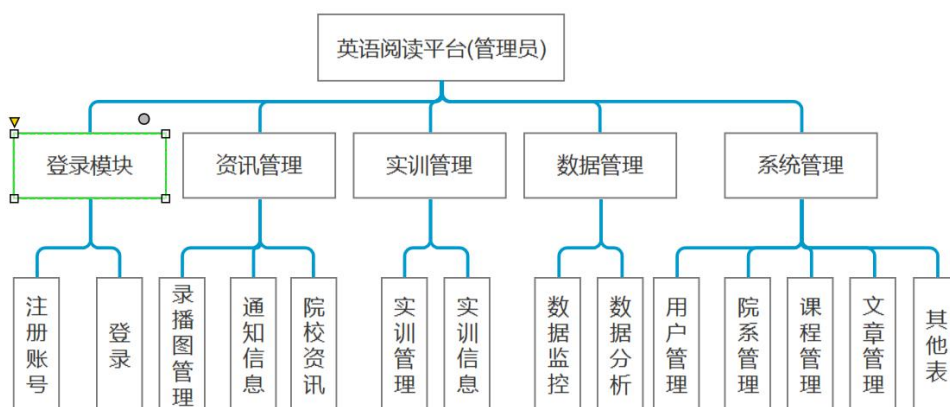 英语阅读平台(管理员)
登录模块
资讯管理
实训管理
数据管理
系统管理
注册账号
登录
录播图管理
通知信息
院校资讯
实训管理
实训信息
数据监控
数据分析
用户管理
院系管理
课程管理
文章管理
其他表